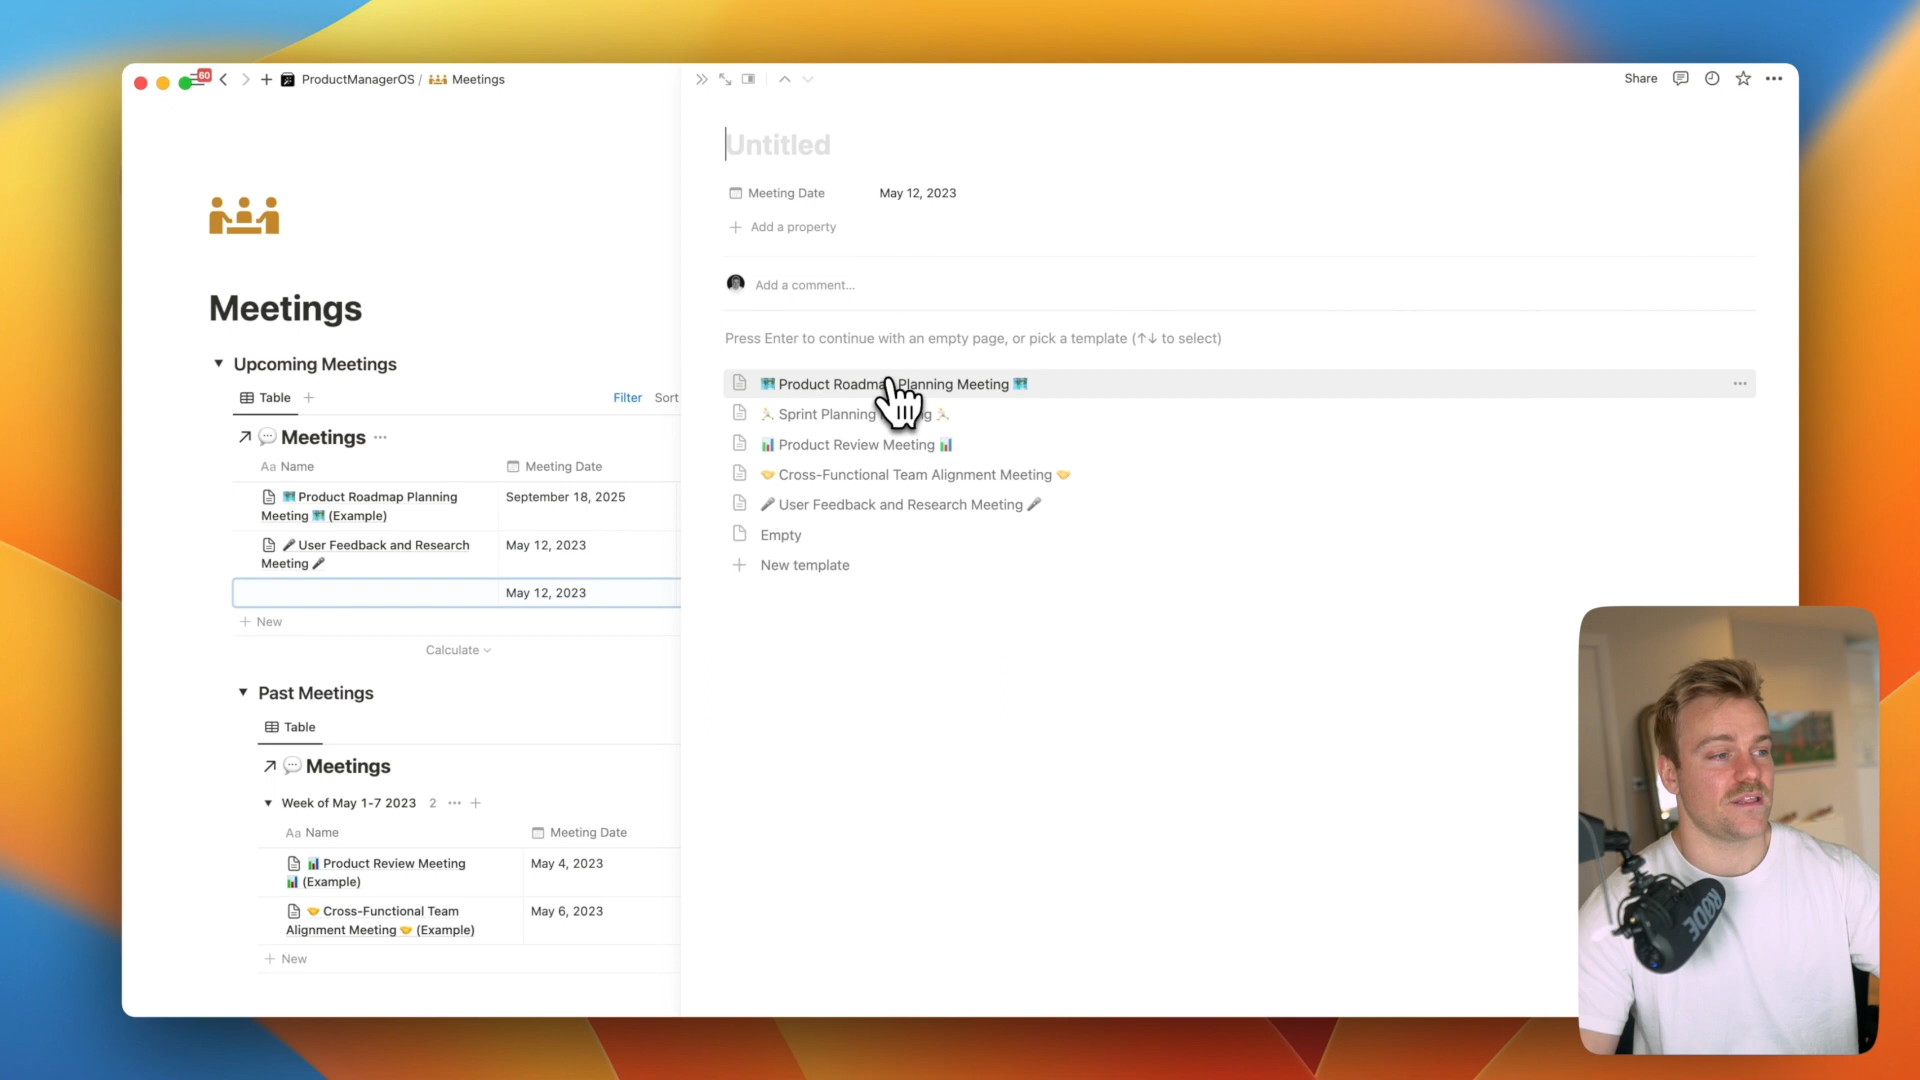 60
ProductManagerOS / Meetings
Share
Meetings
Upcoming Meetings
Table
Filter Sort
Meetings
Aa Name Meeting Date
Product Roadmap Planning Meeting (Example) September 18, 2025
User Feedback and Research Meeting May 12, 2023
May 12, 2023
New
Calculate
Past Meetings
Table
Meetings
Week of May 1-7 2023 2
Aa Name Meeting Date
Product Review Meeting (Example) May 4, 2023
Cross-Functional Team Alignment Meeting (Example) May 6, 2023
New
Untitled
Meeting Date May 12, 2023
Add a property
Add a comment...
Press Enter to continue with an empty page, or pick a template (↑↓ to select)
Product Roadmap Planning Meeting
Sprint Planning
Product Review Meeting
Cross-Functional Team Alignment Meeting
User Feedback and Research Meeting
Empty
New template
RØDE